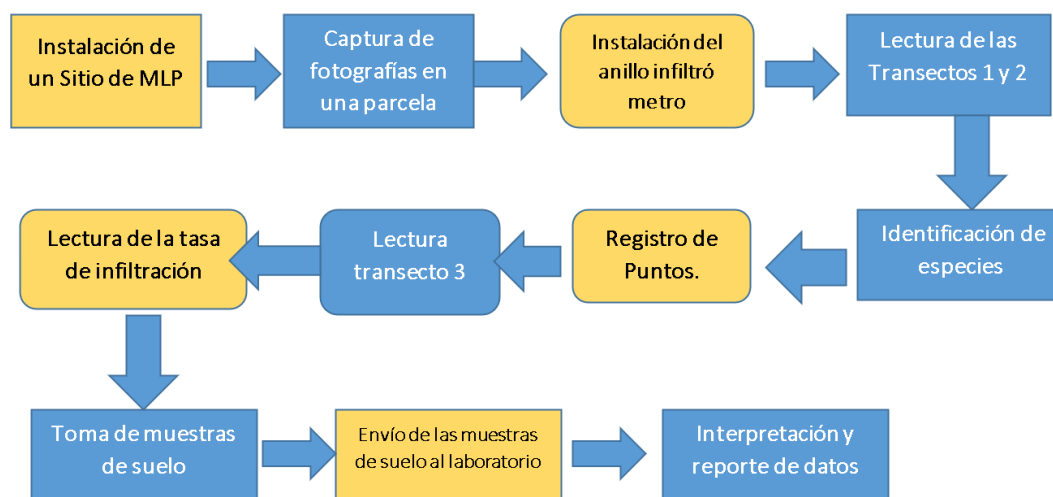 Instalación de
un Sitio de MLP
Captura de
fotografías en
una parcela
Instalación del
anillo infiltró
metro
Lectura de las
Transectos 1 y 2
Identificación de
especies
Registro de
Puntos.
Lectura
transecto 3
Lectura de la tasa
de infiltración
Toma de muestras
de suelo
Envío de las muestras
de suelo al laboratorio
Interpretación y
reporte de datos